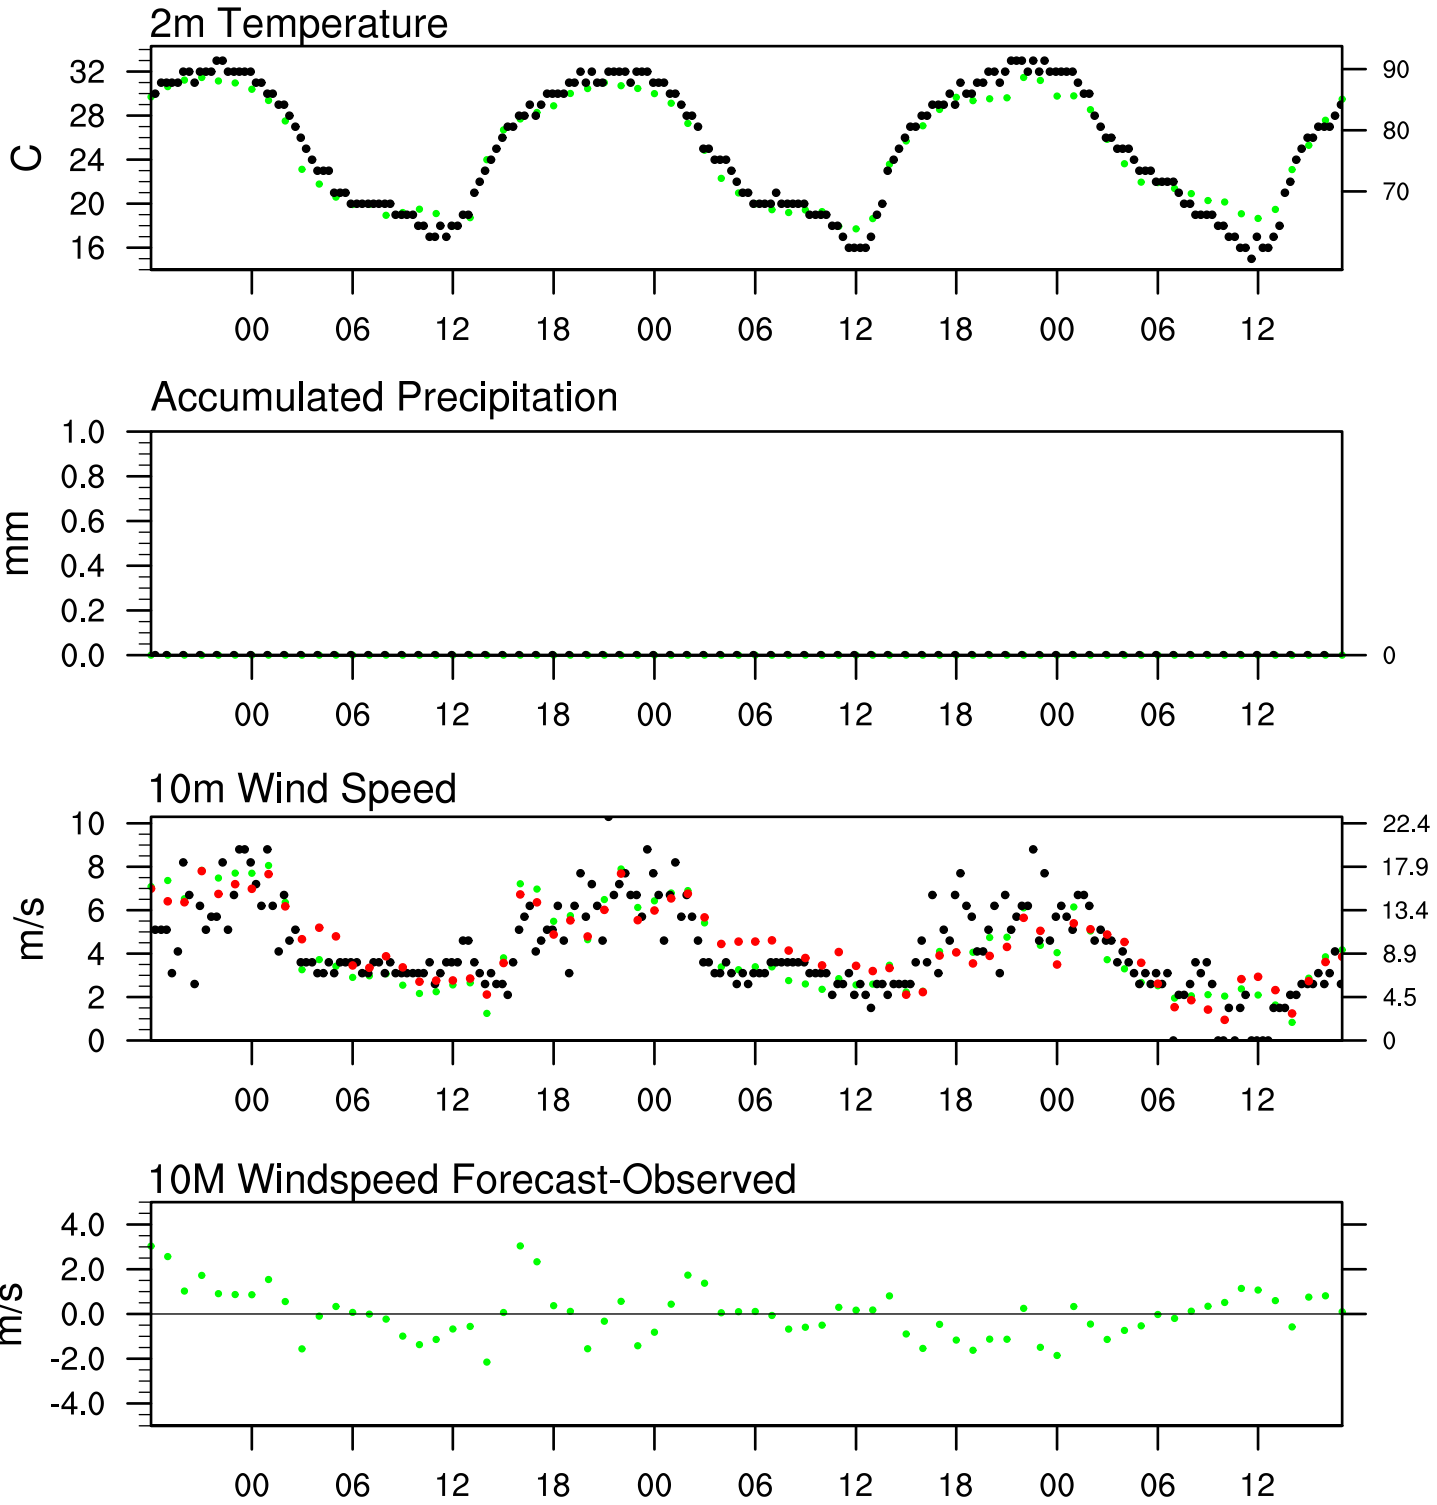 2m Temperature
C
32
28
24
20
16
90
80
70
00 06 12 18 00 06 12 18 00 06 12
Accumulated Precipitation
mm
1.0
0.8
0.6
0.4
0.2
0.0
0
00 06 12 18 00 06 12 18 00 06 12
10m Wind Speed
m/s
10
8
6
4
2
0
22.4
17.9
13.4
8.9
4.5
0
00 06 12 18 00 06 12 18 00 06 12
10M Windspeed Forecast-Observed
m/s
4.0
2.0
0.0
-2.0
-4.0
00 06 12 18 00 06 12 18 00 06 12